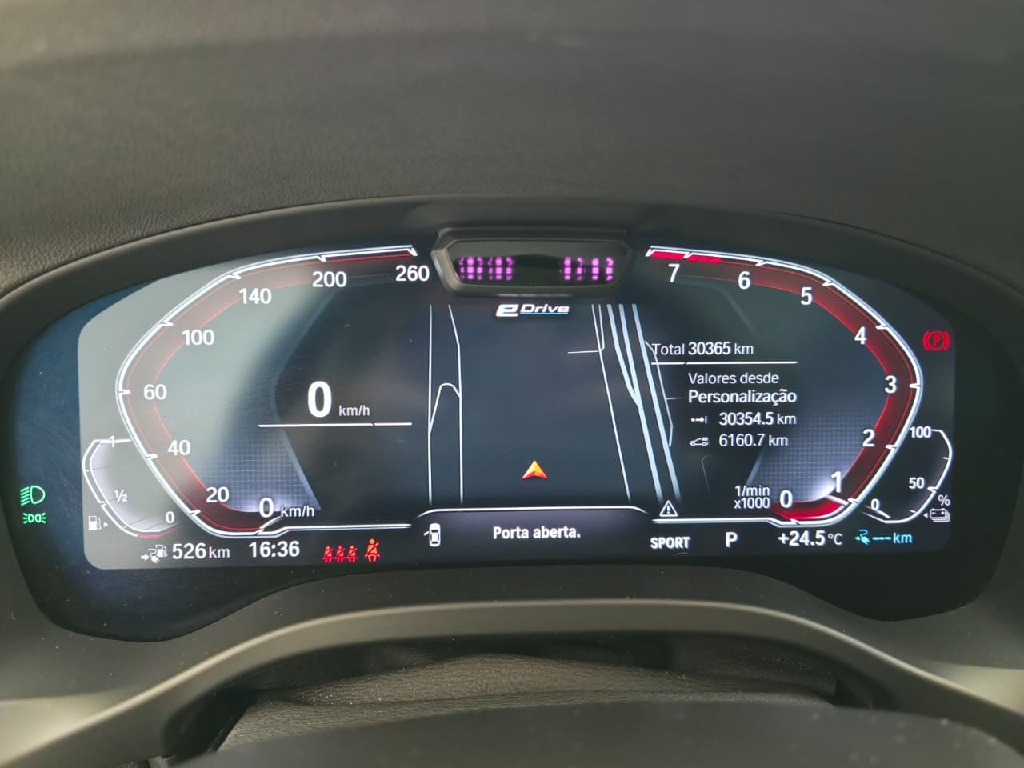 260
200
140
100
60
40
20
0 km/h
0 km/h
eDrive
7
6
5
4
3
2
1
0
1/min
x1000
Total 30365 km
Valores desde
Personalização
30354.5 km
6160.7 km
1
½
0
100
50
0
%
P
Porta aberta.
526 km
16:36
SPORT
P
+24.5 °C
--- km